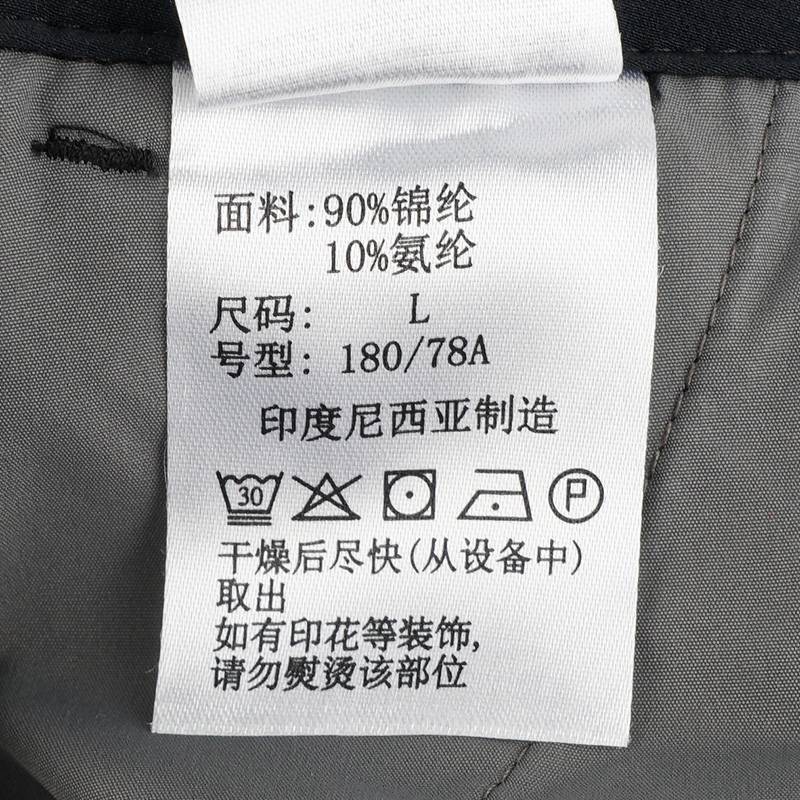 面料:90%锦纶
10%氨纶
尺码: L
号型: 180/78A
印度尼西亚制造
30 P
干燥后尽快(从设备中)
取出
如有印花等装饰,
请勿熨烫该部位